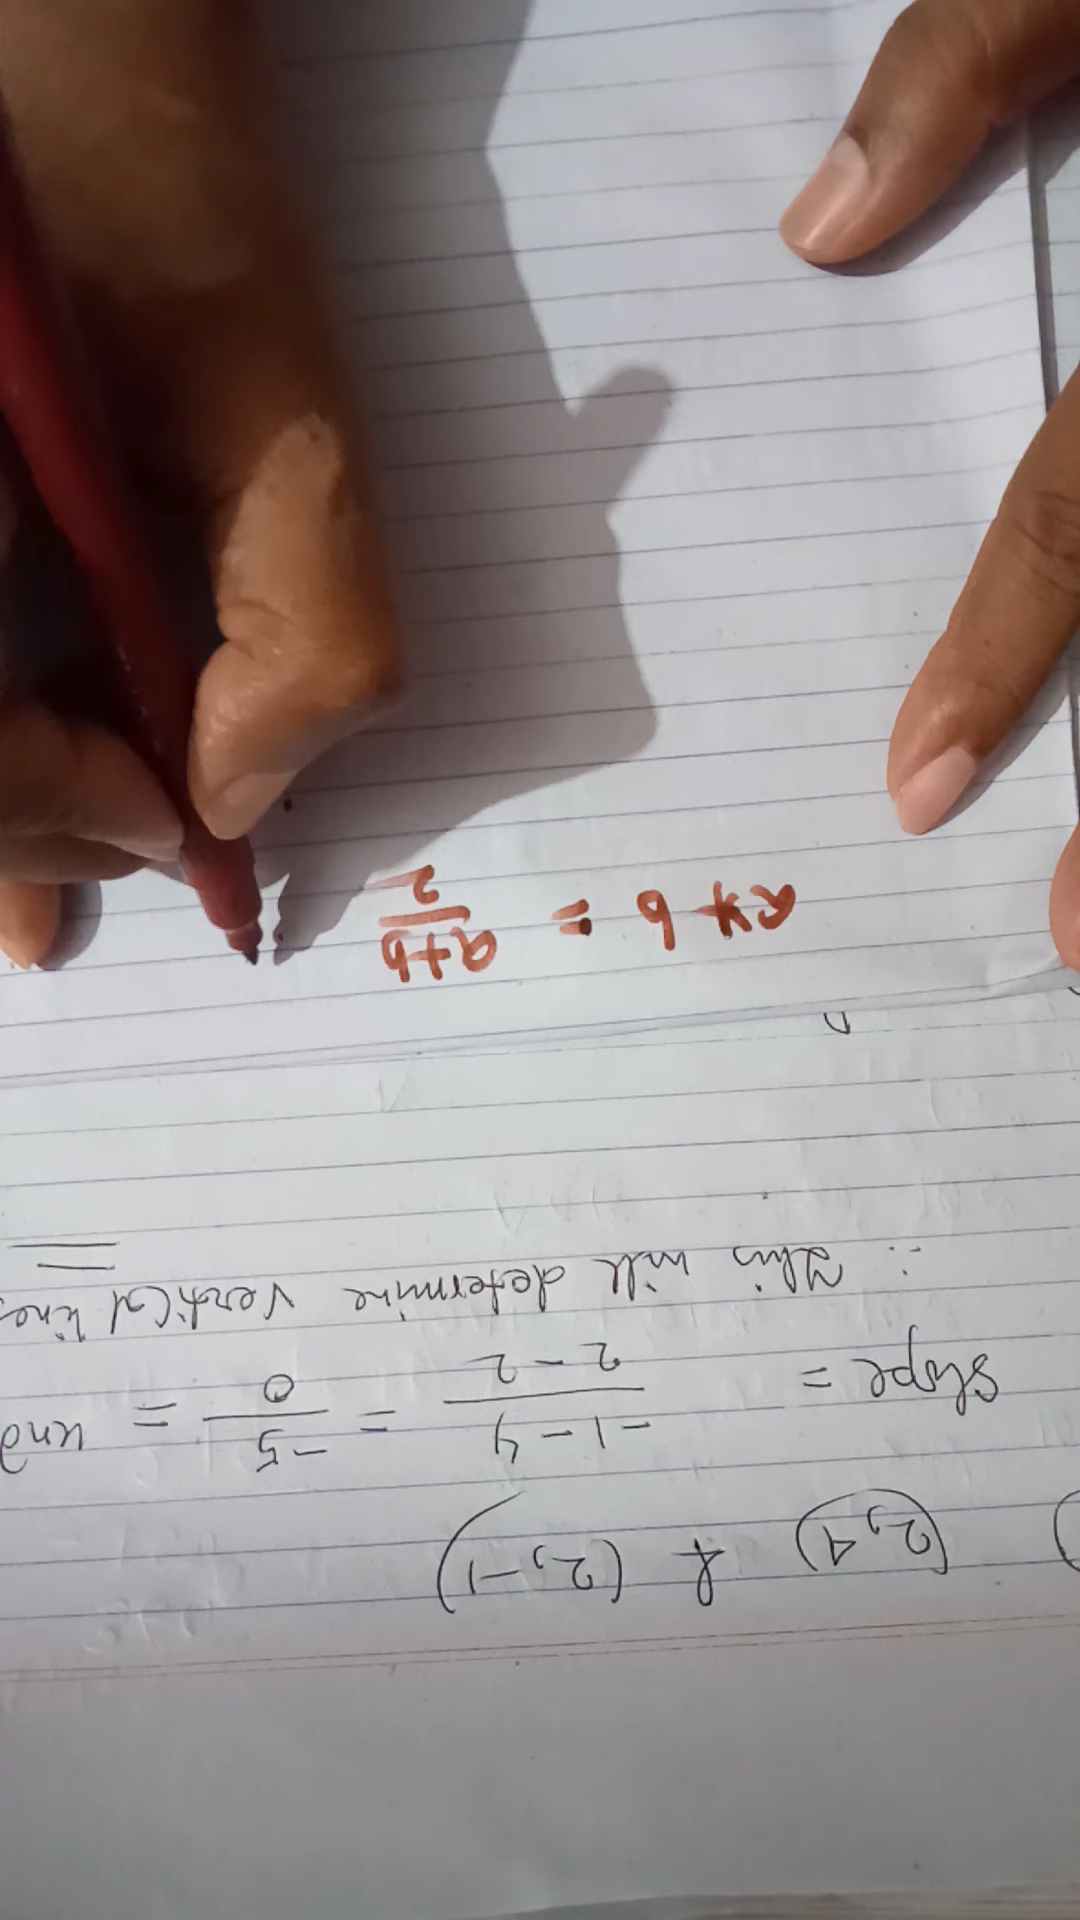 (2, 4) & (2, -1)
slope = -1-4/2-2 = -5/0 = und
∴ This will determine vertical line
a * b = a+b/2